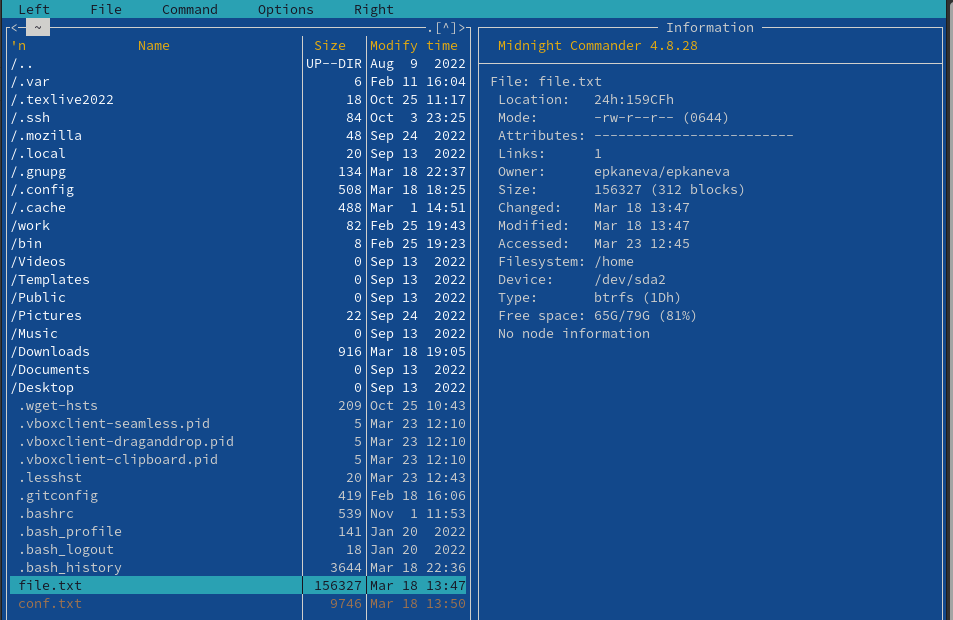 Left File Command Options Right
<- ~ .[^]>
'n Name Size Modify time
/.. UP--DIR Aug 9 2022
/.var 6 Feb 11 16:04
/.texlive2022 18 Oct 25 11:17
/.ssh 84 Oct 3 23:25
/.mozilla 48 Sep 24 2022
/.local 20 Sep 13 2022
/.gnupg 134 Mar 18 22:37
/.config 508 Mar 18 18:25
/.cache 488 Mar 1 14:51
/work 82 Feb 25 19:43
/bin 8 Feb 25 19:23
/Videos 0 Sep 13 2022
/Templates 0 Sep 13 2022
/Public 0 Sep 13 2022
/Pictures 22 Sep 24 2022
/Music 0 Sep 13 2022
/Downloads 916 Mar 18 19:05
/Documents 0 Sep 13 2022
/Desktop 0 Sep 13 2022
.wget-hsts 209 Oct 25 10:43
.vboxclient-seamless.pid 5 Mar 23 12:10
.vboxclient-draganddrop.pid 5 Mar 23 12:10
.vboxclient-clipboard.pid 5 Mar 23 12:10
.lesshst 20 Mar 23 12:43
.gitconfig 419 Feb 18 16:06
.bashrc 539 Nov 1 11:53
.bash_profile 141 Jan 20 2022
.bash_logout 18 Jan 20 2022
.bash_history 3644 Mar 18 22:36
file.txt 156327 Mar 18 13:47
conf.txt 9746 Mar 18 13:50
Information
Midnight Commander 4.8.28
File: file.txt
Location: 24h:159CFh
Mode: -rw-r--r-- (0644)
Attributes: -------------------------
Links: 1
Owner: epkaneva/epkaneva
Size: 156327 (312 blocks)
Changed: Mar 18 13:47
Modified: Mar 18 13:47
Accessed: Mar 23 12:45
Filesystem: /home
Device: /dev/sda2
Type: btrfs (1Dh)
Free space: 65G/79G (81%)
No node information